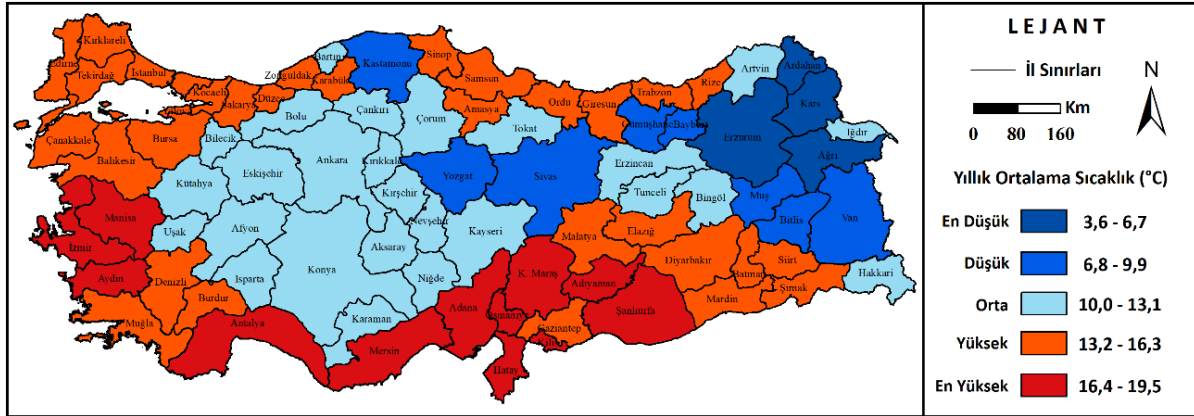 Kırklareli
Edirne
Tekirdağ
İstanbul
Kocaeli
Sakarya
Düzce
Zonguldak
Bartın
Karabük
Kastamonu
Sinop
Samsun
Amasya
Ordu
Giresun
Trabzon
Rize
Artvin
Ardahan
Kars
Iğdır
Ağrı
Erzurum
Bayburt
Gümüşhane
Çanakkale
Balıkesir
Bursa
Bilecik
Bolu
Çankırı
Çorum
Tokat
Kütahya
Eskişehir
Ankara
Kırıkkale
Yozgat
Sivas
Erzincan
Tunceli
Bingöl
Muş
Bitlis
Van
Hakkari
Manisa
İzmir
Uşak
Afyon
Kırşehir
Nevşehir
Kayseri
Malatya
Elazığ
Diyarbakır
Batman
Siirt
Şırnak
Mardin
Aydın
Denizli
Isparta
Burdur
Konya
Aksaray
Niğde
K. Maraş
Adıyaman
Şanlıurfa
Muğla
Antalya
Karaman
Mersin
Adana
Osmaniye
Gaziantep
Kilis
Hatay
LEJANT
İl Sınırları
N
Km
0 80 160
Yıllık Ortalama Sıcaklık (°C)
En Düşük 3,6 - 6,7
Düşük 6,8 - 9,9
Orta 10,0 - 13,1
Yüksek 13,2 - 16,3
En Yüksek 16,4 - 19,5